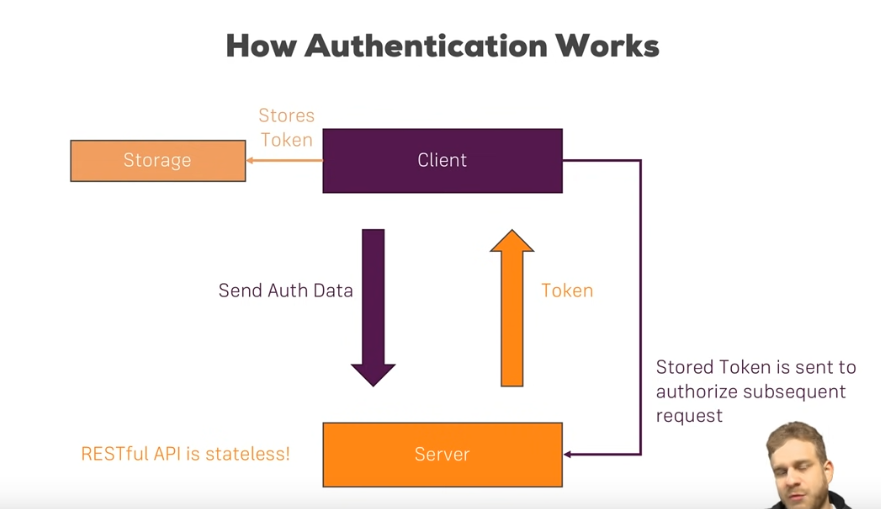 How Authentication Works
Stores
Token
Storage
Client
Send Auth Data
Token
Stored Token is sent to
authorize subsequent
request
RESTful API is stateless!
Server